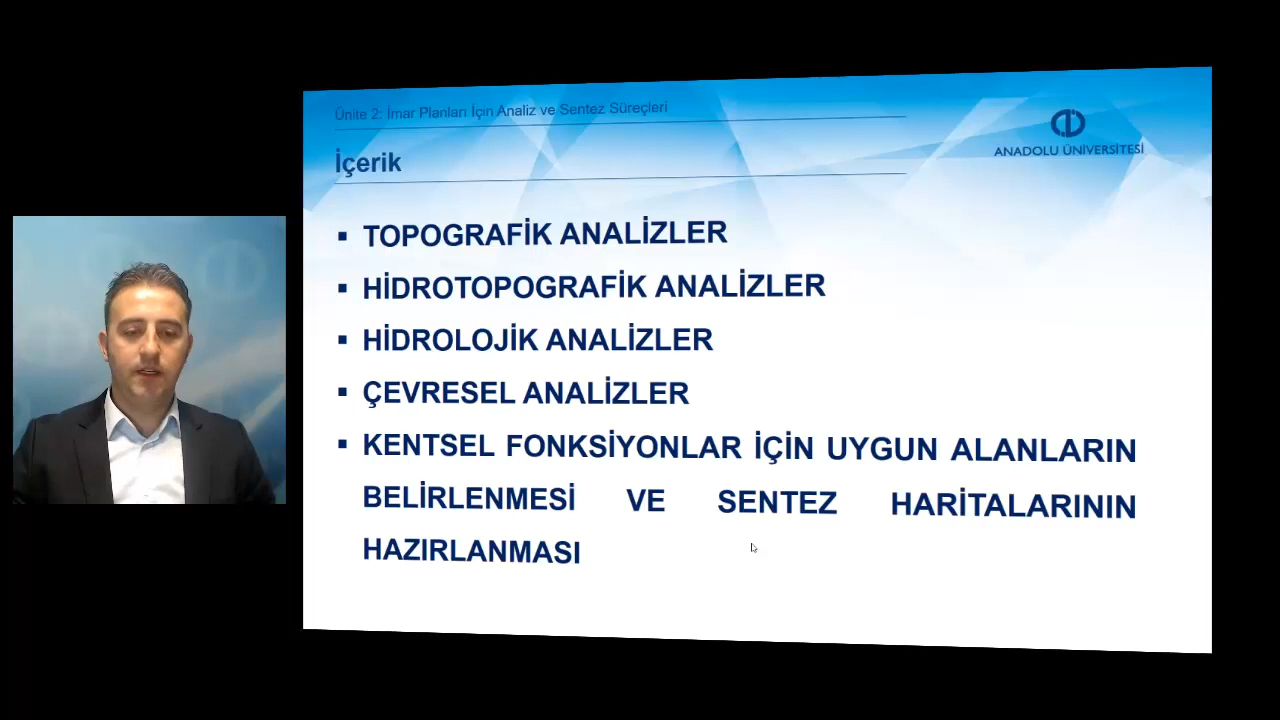 Ünite 2: İmar Planları İçin Analiz ve Sentez Süreçleri
İçerik
ANADOLU ÜNİVERSİTESİ
▪ TOPOGRAFİK ANALİZLER
▪ HİDROTOPOGRAFİK ANALİZLER
▪ HİDROLOJİK ANALİZLER
▪ ÇEVRESEL ANALİZLER
▪ KENTSEL FONKSİYONLAR İÇİN UYGUN ALANLARIN
BELİRLENMESİ VE SENTEZ HARİTALARININ
HAZIRLANMASI